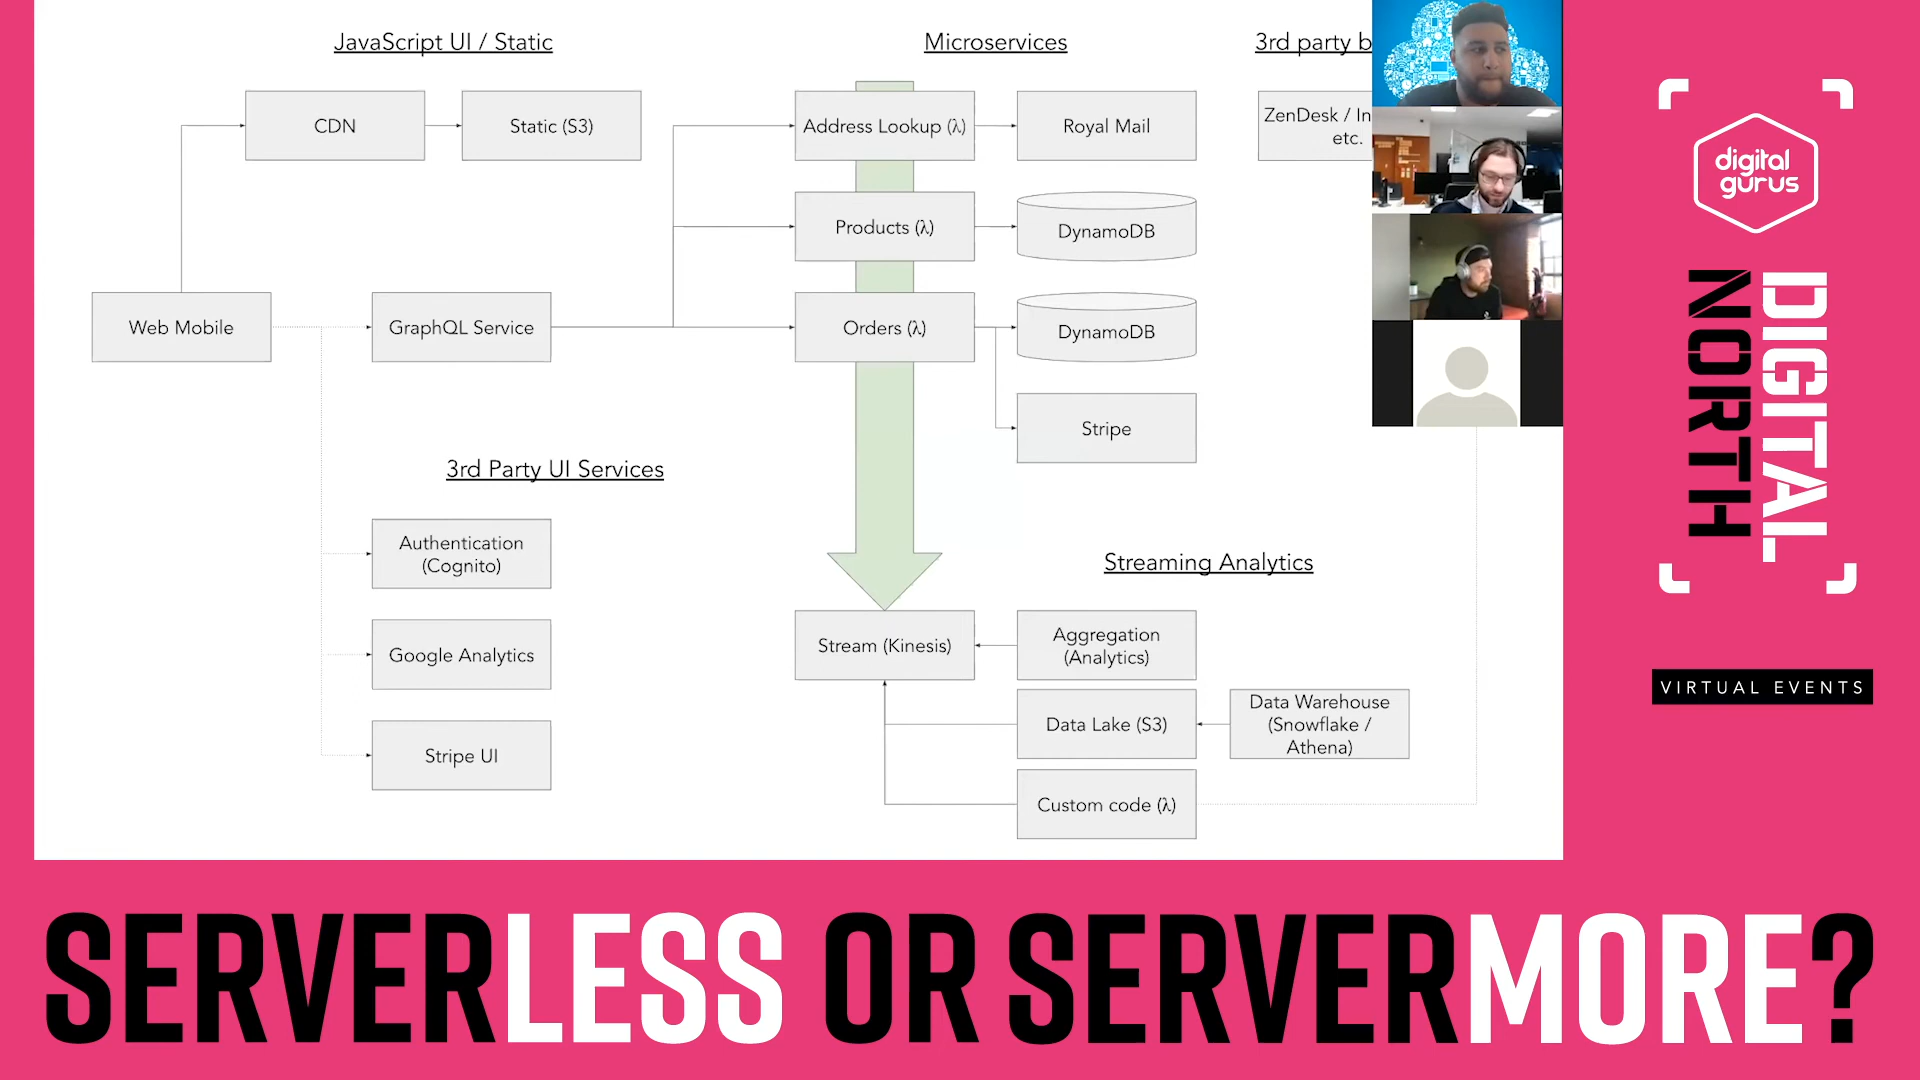 JavaScript UI / Static
Microservices
3rd party b
CDN
Static (S3)
Address Lookup (λ)
Royal Mail
ZenDesk / In
etc.
Products (λ)
DynamoDB
Web Mobile
GraphQL Service
Orders (λ)
DynamoDB
Stripe
3rd Party UI Services
Authentication
(Cognito)
Google Analytics
Stripe UI
Streaming Analytics
Stream (Kinesis)
Aggregation
(Analytics)
Data Lake (S3)
Data Warehouse
(Snowflake /
Athena)
Custom code (λ)
digital
gurus
DIGITAL
NORTH
VIRTUAL EVENTS
SERVERLESS OR SERVERMORE?